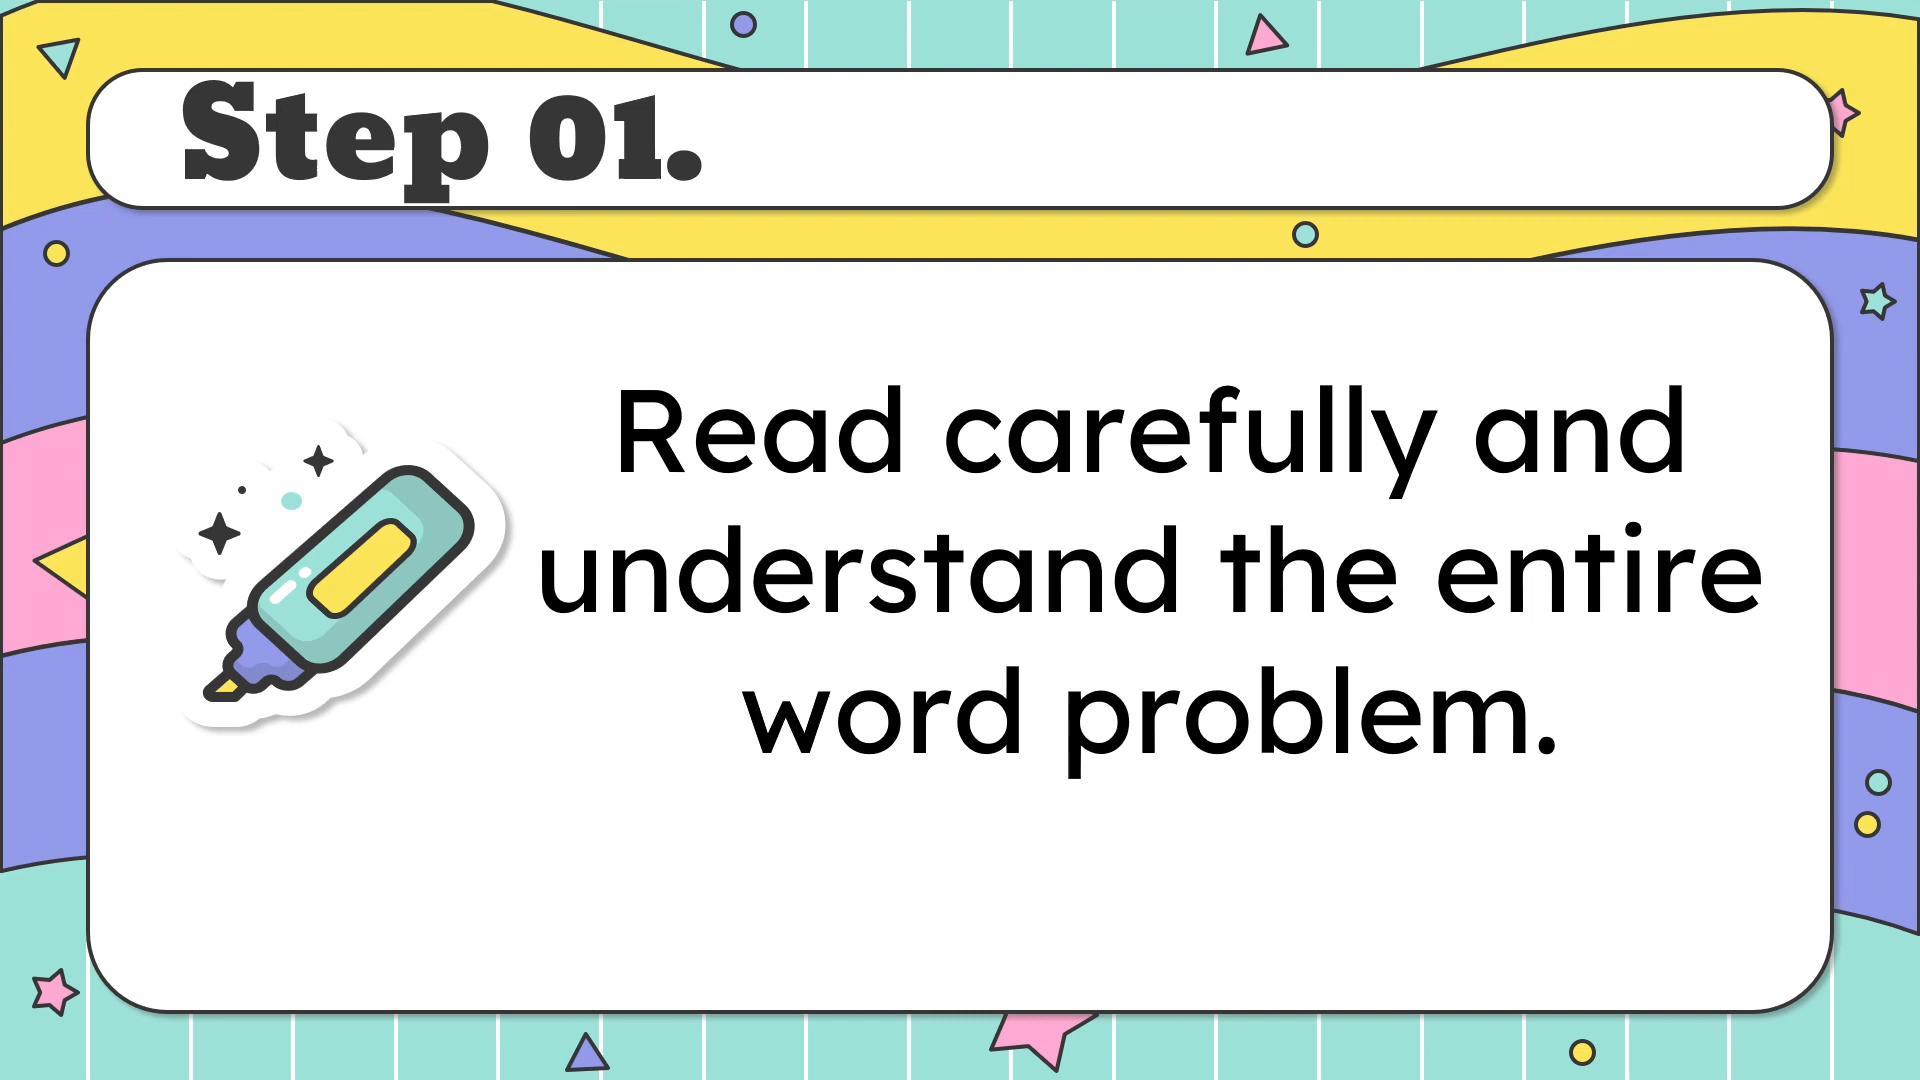 Step 01.
Read carefully and
understand the entire
word problem.